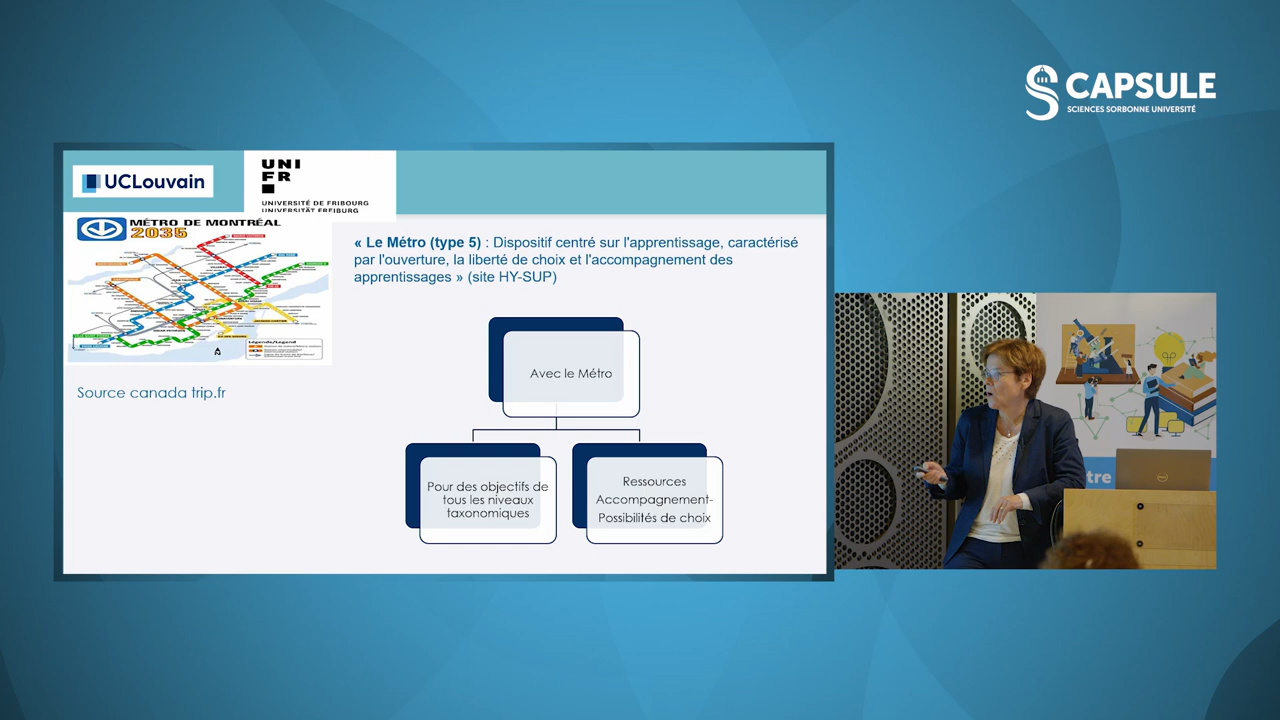 CAPSULE
SCIENCES SORBONNE UNIVERSITÉ
UCLouvain
UNI
FR
UNIVERSITÉ DE FRIBOURG
UNIVERSITÄT FREIBURG
MÉTRO DE MONTRÉAL
2035
Légende/Legend
« Le Métro (type 5) : Dispositif centré sur l'apprentissage, caractérisé
par l'ouverture, la liberté de choix et l'accompagnement des
apprentissages » (site HY-SUP)
Source canada trip.fr
Avec le Métro
Pour des objectifs de
tous les niveaux
taxonomiques
Ressources
Accompagnement-
Possibilités de choix
tre